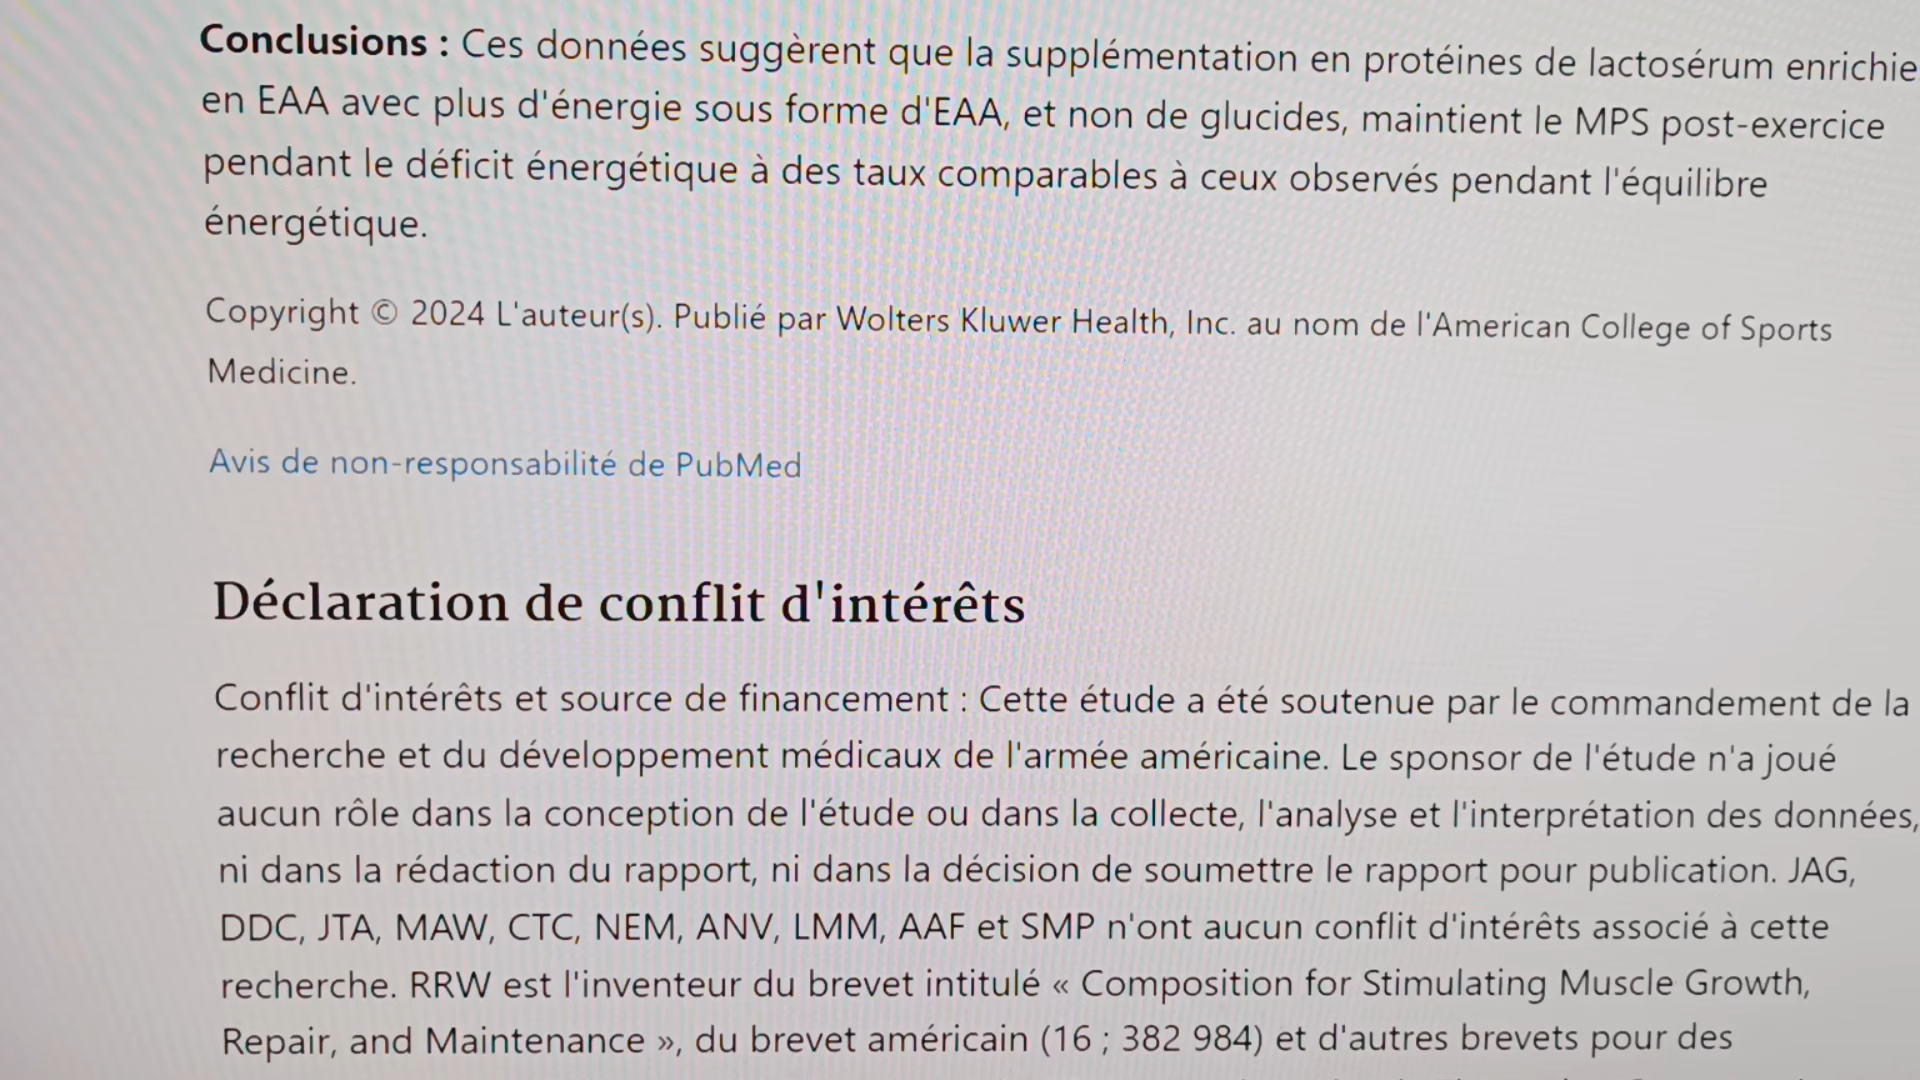 Conclusions : Ces données suggèrent que la supplémentation en protéines de lactosérum enrichie
en EAA avec plus d'énergie sous forme d'EAA, et non de glucides, maintient le MPS post-exercice
pendant le déficit énergétique à des taux comparables à ceux observés pendant l'équilibre
énergétique.
Copyright © 2024 L'auteur(s). Publié par Wolters Kluwer Health, Inc. au nom de l'American College of Sports
Medicine.
Avis de non-responsabilité de PubMed
Déclaration de conflit d'intérêts
Conflit d'intérêts et source de financement : Cette étude a été soutenue par le commandement de la
recherche et du développement médicaux de l'armée américaine. Le sponsor de l'étude n'a joué
aucun rôle dans la conception de l'étude ou dans la collecte, l'analyse et l'interprétation des données,
ni dans la rédaction du rapport, ni dans la décision de soumettre le rapport pour publication. JAG,
DDC, JTA, MAW, CTC, NEM, ANV, LMM, AAF et SMP n'ont aucun conflit d'intérêts associé à cette
recherche. RRW est l'inventeur du brevet intitulé « Composition for Stimulating Muscle Growth,
Repair, and Maintenance », du brevet américain (16 ; 382 984) et d'autres brevets pour des